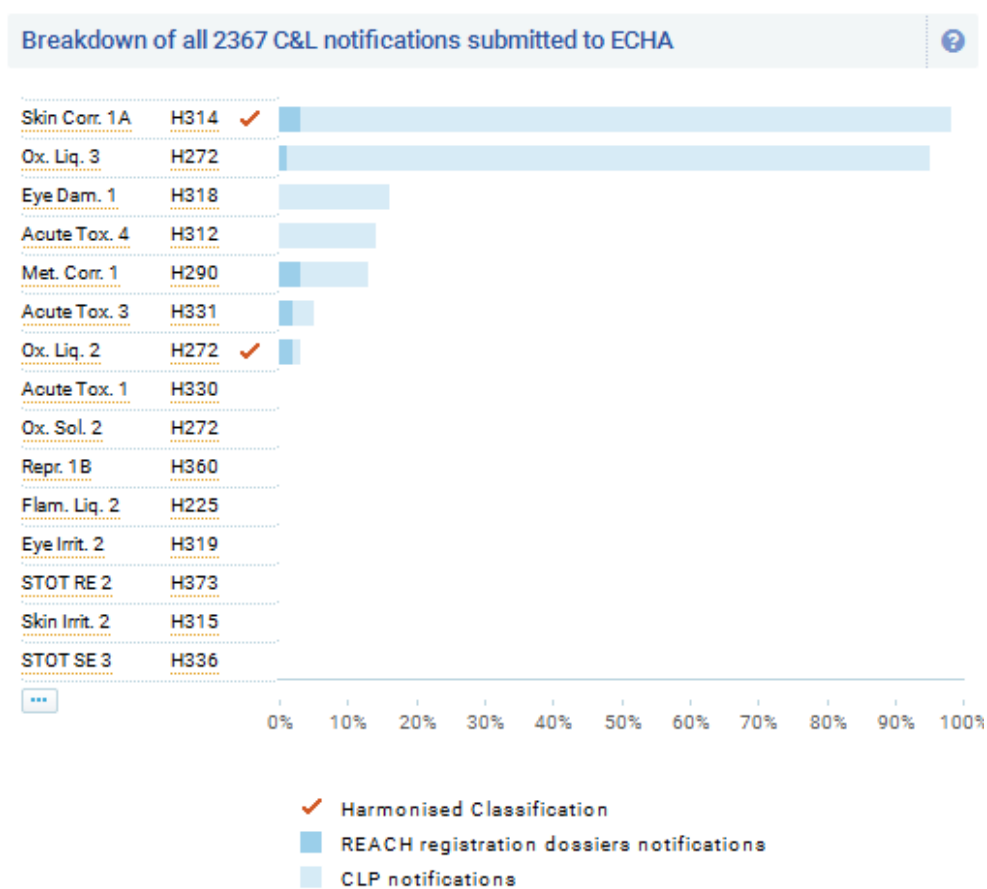 Breakdown of all 2367 C&L notifications submitted to ECHA ?
Skin Corr. 1A H314
Ox. Liq. 3 H272
Eye Dam. 1 H318
Acute Tox. 4 H312
Met. Corr. 1 H290
Acute Tox. 3 H331
Ox. Liq. 2 H272
Acute Tox. 1 H330
Ox. Sol. 2 H272
Repr. 1B H360
Flam. Liq. 2 H225
Eye Irrit. 2 H319
STOT RE 2 H373
Skin Irrit. 2 H315
STOT SE 3 H336
...
0% 10% 20% 30% 40% 50% 60% 70% 80% 90% 100%
Harmonised Classification
REACH registration dossiers notifications
CLP notifications